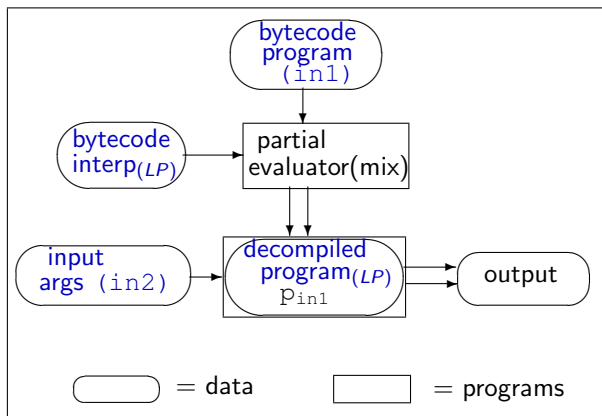 bytecode
program
(in1)
bytecode
interp(LP)
partial
evaluator(mix)
input
args (in2)
decompiled
program(LP)
pin1
output
= data
= programs